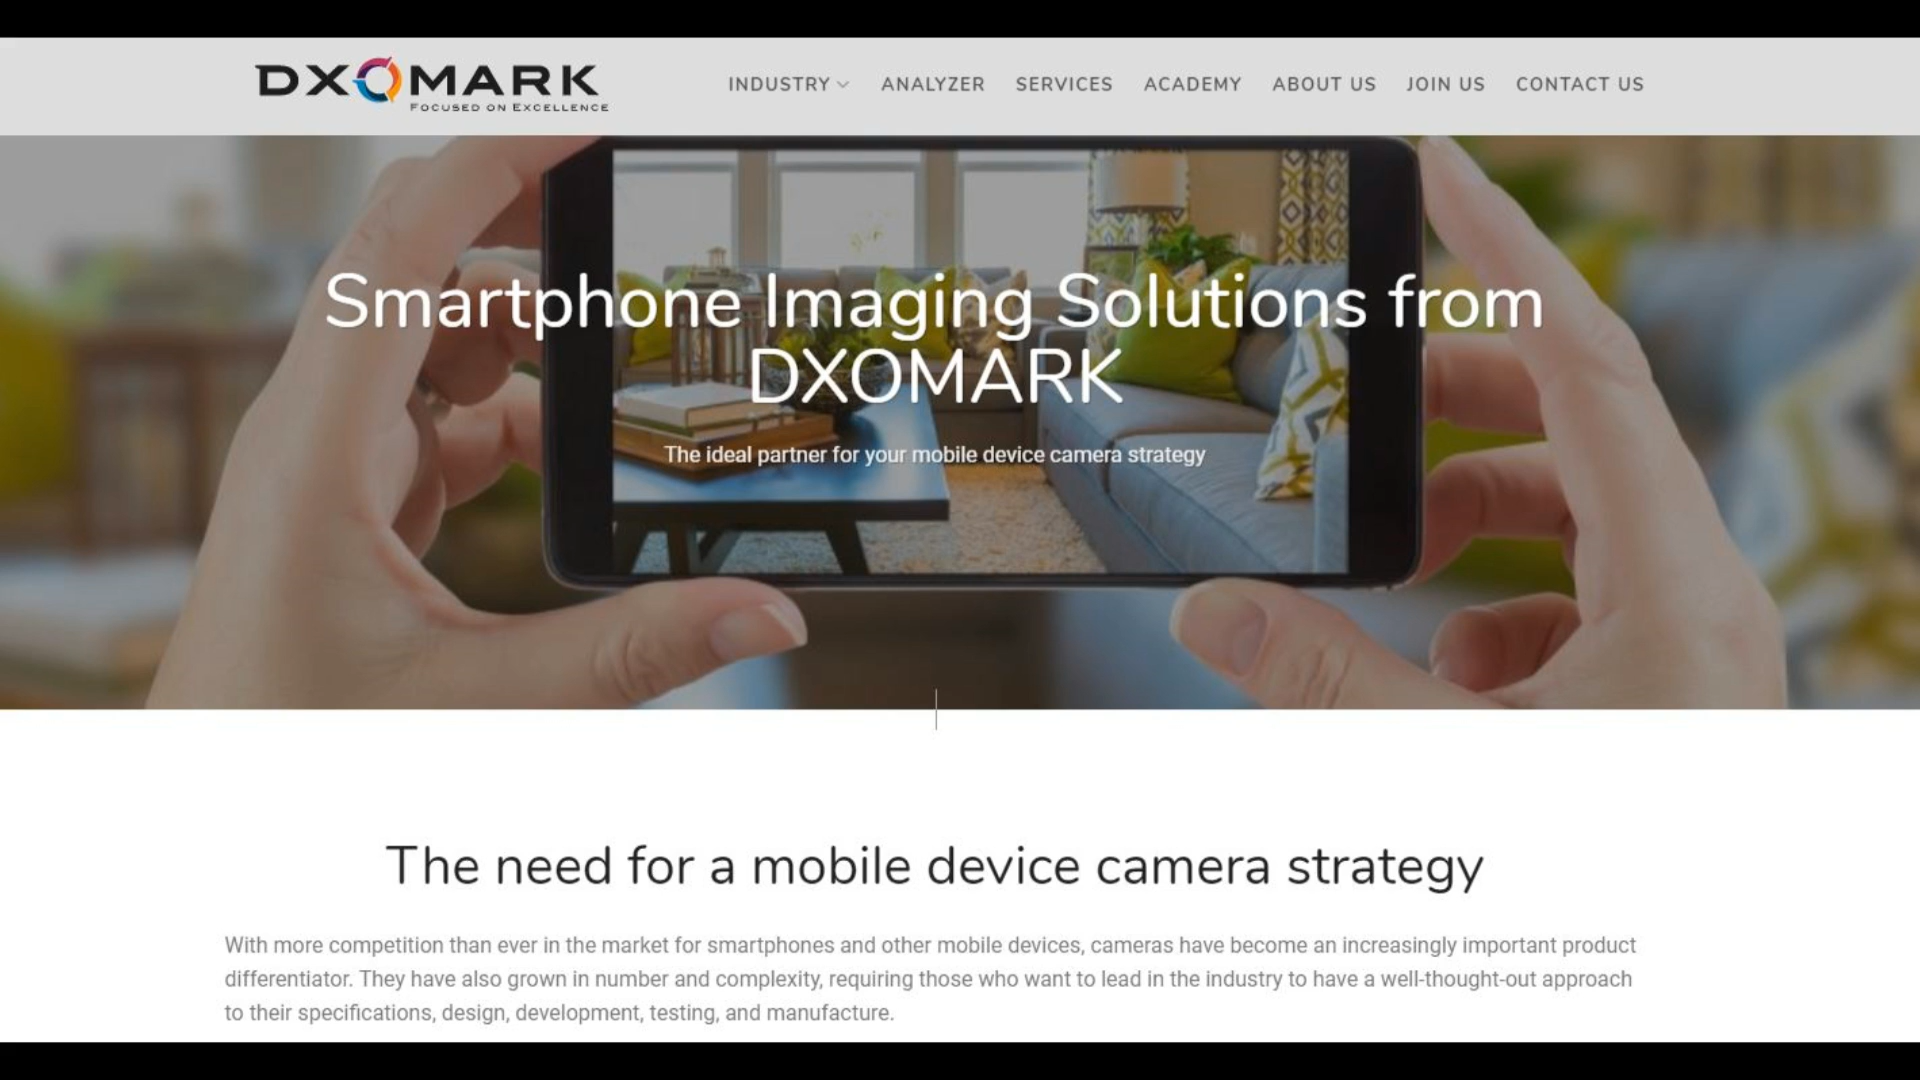 DXOMARK
FOCUSED ON EXCELLENCE
INDUSTRY
ANALYZER
SERVICES
ACADEMY
ABOUT US
JOIN US
CONTACT US
Smartphone Imaging Solutions from
DXOMARK
The ideal partner for your mobile device camera strategy
The need for a mobile device camera strategy
With more competition than ever in the market for smartphones and other mobile devices, cameras have become an increasingly important product
differentiator. They have also grown in number and complexity, requiring those who want to lead in the industry to have a well-thought-out approach
to their specifications, design, development, testing, and manufacture.